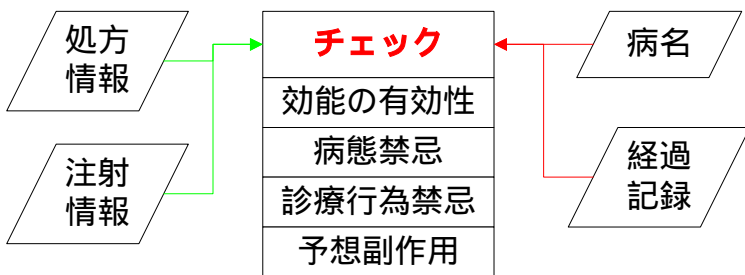 処方
情報
注射
情報
チェック
効能の有効性
病態禁忌
診療行為禁忌
予想副作用
病名
経過
記録